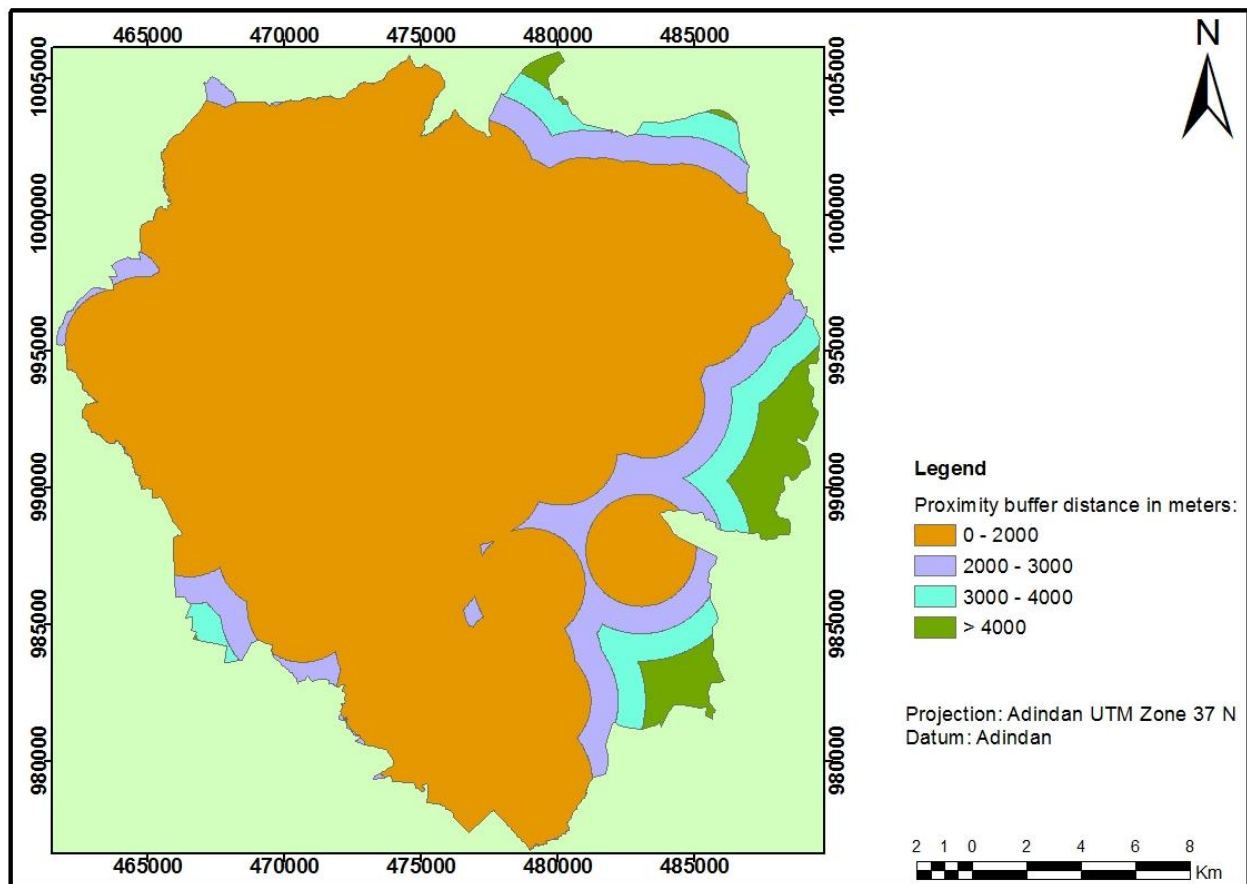 465000 470000 475000 480000 485000
N
1005000 1005000
1000000 1000000
995000 995000
990000 990000
985000 985000
980000 980000
Legend
Proximity buffer distance in meters:
0 - 2000
2000 - 3000
3000 - 4000
> 4000
Projection: Adindan UTM Zone 37 N
Datum: Adindan
465000 470000 475000 480000 485000
2 1 0 2 4 6 8
Km